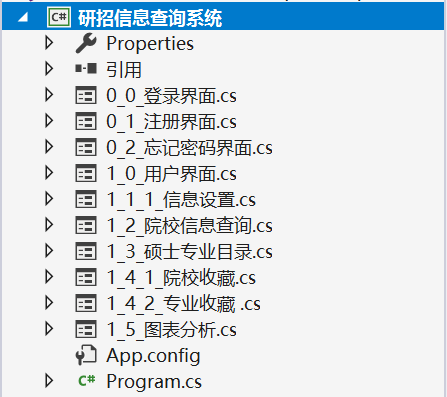 C# 研招信息查询系统
Properties
引用
0_0_登录界面.cs
0_1_注册界面.cs
0_2_忘记密码界面.cs
1_0_用户界面.cs
1_1_1_信息设置.cs
1_2_院校信息查询.cs
1_3_硕士专业目录.cs
1_4_1_院校收藏.cs
1_4_2_专业收藏 .cs
1_5_图表分析.cs
App.config
C# Program.cs